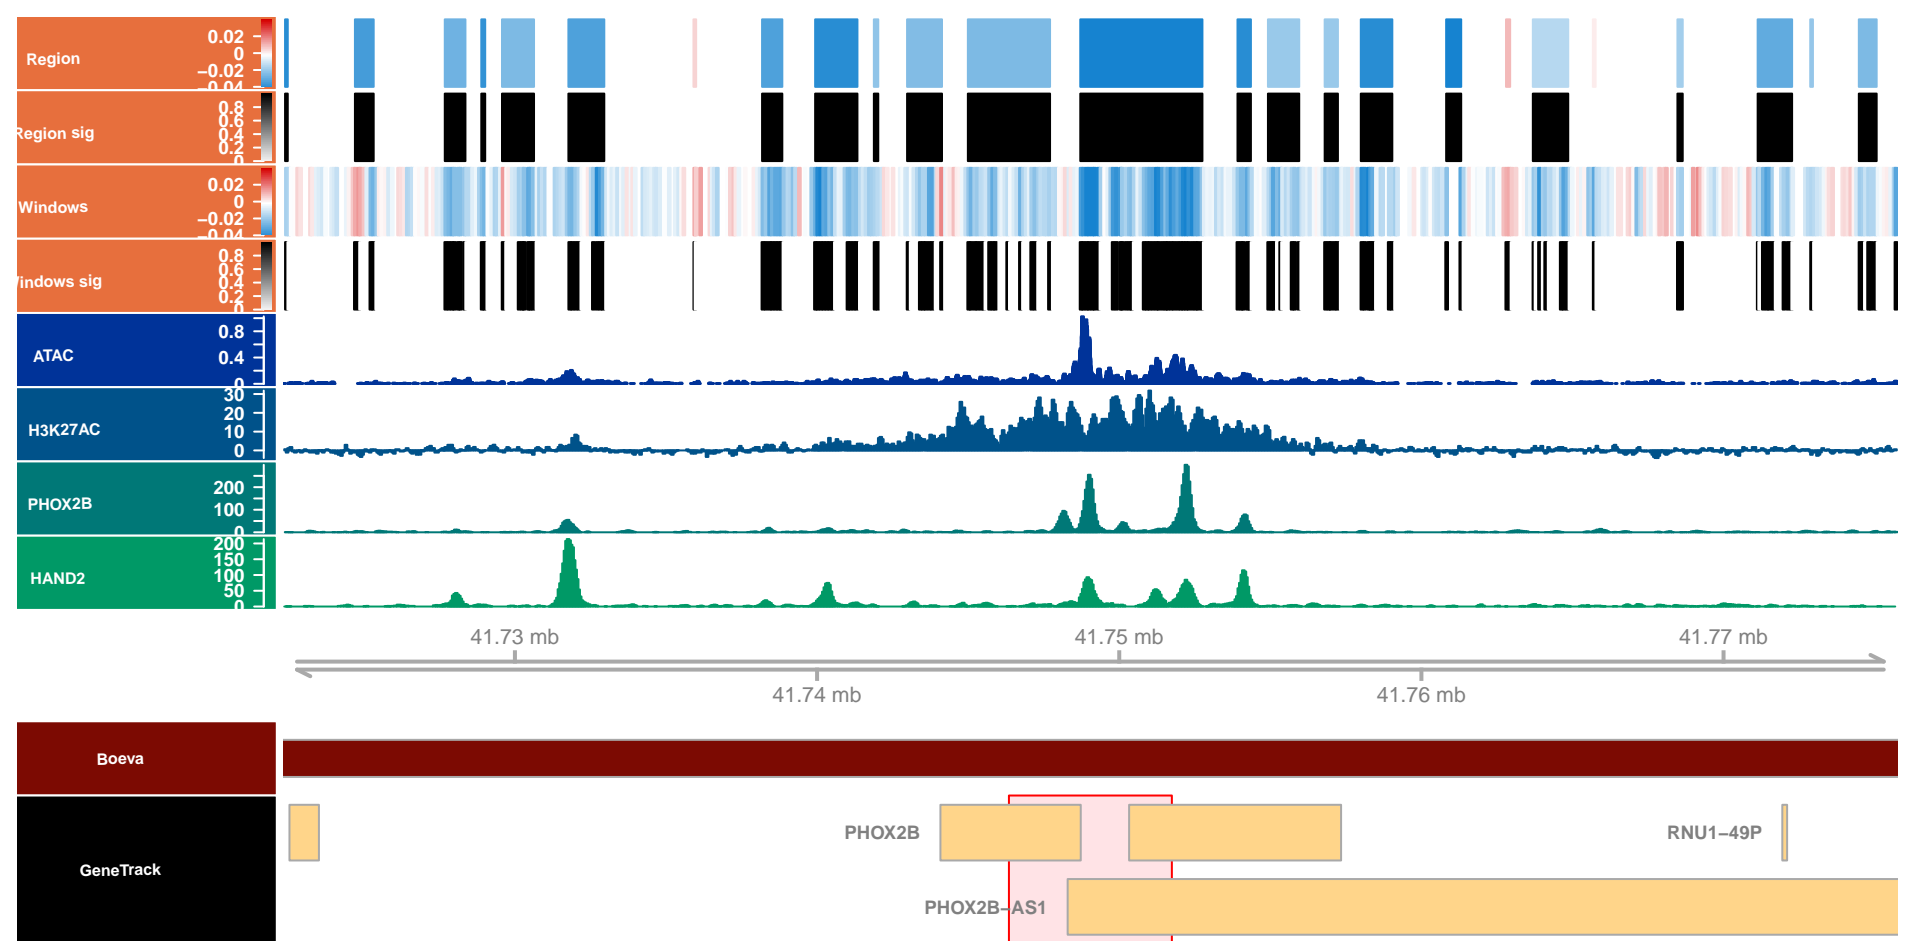 Region
0.02
0
−0.02
−0.04
Region sig
0.8
0.6
0.4
0.2
0
Windows
0.02
0
−0.02
−0.04
indows sig
0.8
0.6
0.4
0.2
0
ATAC
0.8
0.4
0
H3K27AC
30
20
10
0
PHOX2B
200
100
0
HAND2
200
150
100
50
0
41.73 mb
41.75 mb
41.77 mb
41.74 mb
41.76 mb
Boeva
GeneTrack
PHOX2B
RNU1−49P
PHOX2B−AS1